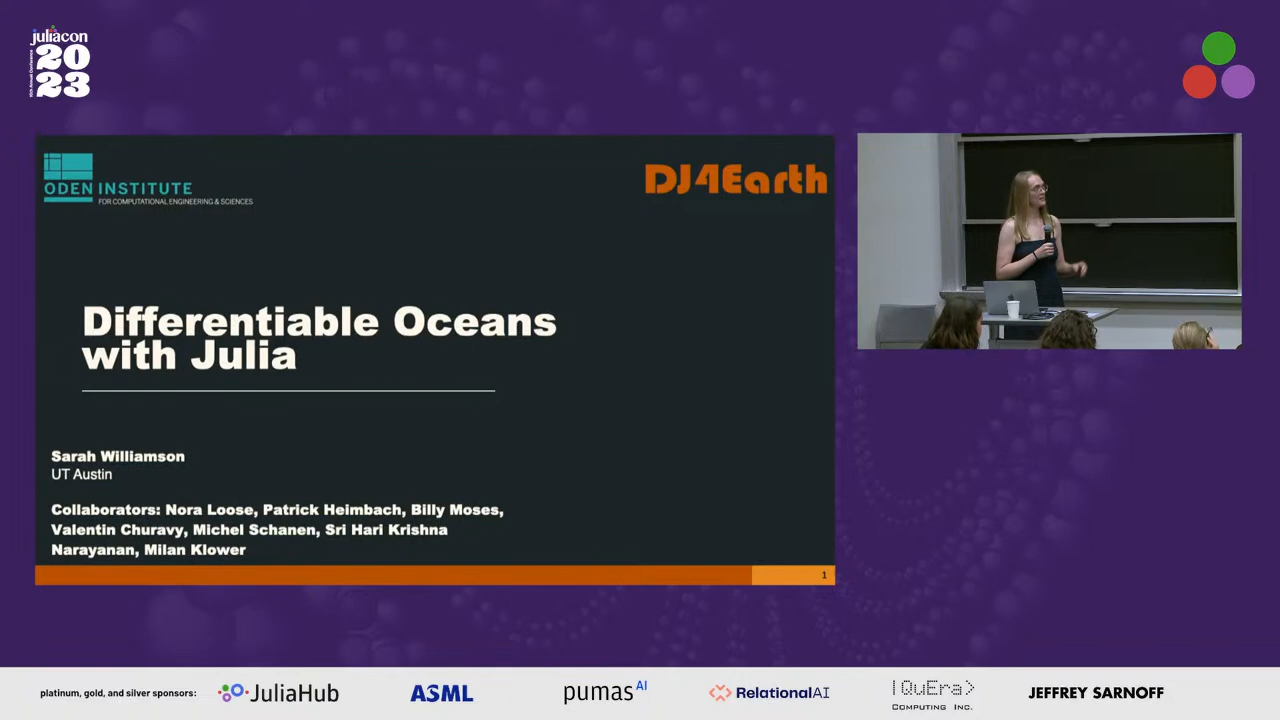 juliacon
2023
ODEN INSTITUTE
FOR COMPUTATIONAL ENGINEERING & SCIENCES
DJ4Earth
Differentiable Oceans
with Julia
Sarah Williamson
UT Austin
Collaborators: Nora Loose, Patrick Heimbach, Billy Moses,
Valentin Churavy, Michel Schanen, Sri Hari Krishna
Narayanan, Milan Klower
1
platinum, gold, and silver sponsors:
JuliaHub
ASML
pumas AI
RelationalAI
|QuEra>
COMPUTING INC.
JEFFREY SARNOFF